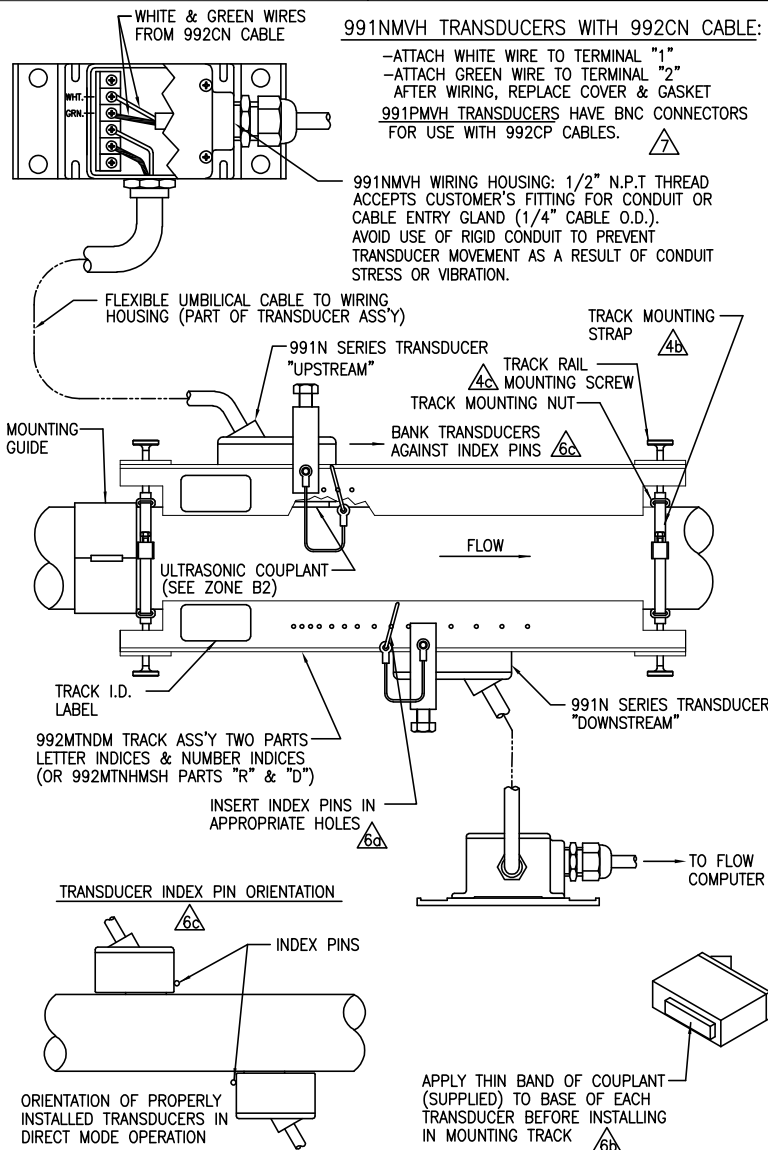 WHITE & GREEN WIRES
FROM 992CN CABLE
991NMVH TRANSDUCERS WITH 992CN CABLE:
-ATTACH WHITE WIRE TO TERMINAL "1"
-ATTACH GREEN WIRE TO TERMINAL "2"
AFTER WIRING, REPLACE COVER & GASKET
991PMVH TRANSDUCERS HAVE BNC CONNECTORS
FOR USE WITH 992CP CABLES.
7
WHT.
GRN.
991NMVH WIRING HOUSING: 1/2" N.P.T THREAD
ACCEPTS CUSTOMER'S FITTING FOR CONDUIT OR
CABLE ENTRY GLAND (1/4" CABLE O.D.).
AVOID USE OF RIGID CONDUIT TO PREVENT
TRANSDUCER MOVEMENT AS A RESULT OF CONDUIT
STRESS OR VIBRATION.
FLEXIBLE UMBILICAL CABLE TO WIRING
HOUSING (PART OF TRANSDUCER ASS'Y)
TRACK MOUNTING
STRAP
4b
991N SERIES TRANSDUCER
"UPSTREAM"
TRACK RAIL
4c MOUNTING SCREW
TRACK MOUNTING NUT
MOUNTING
GUIDE
BANK TRANSDUCERS
AGAINST INDEX PINS 6c
FLOW
ULTRASONIC COUPLANT
(SEE ZONE B2)
TRACK I.D.
LABEL
991N SERIES TRANSDUCER
"DOWNSTREAM"
992MTNDM TRACK ASS'Y TWO PARTS
LETTER INDICES & NUMBER INDICES
(OR 992MTNHMSH PARTS "R" & "D")
INSERT INDEX PINS IN
APPROPRIATE HOLES 6a
TO FLOW
COMPUTER
TRANSDUCER INDEX PIN ORIENTATION
6c
INDEX PINS
ORIENTATION OF PROPERLY
INSTALLED TRANSDUCERS IN
DIRECT MODE OPERATION
APPLY THIN BAND OF COUPLANT
(SUPPLIED) TO BASE OF EACH
TRANSDUCER BEFORE INSTALLING
IN MOUNTING TRACK 6b